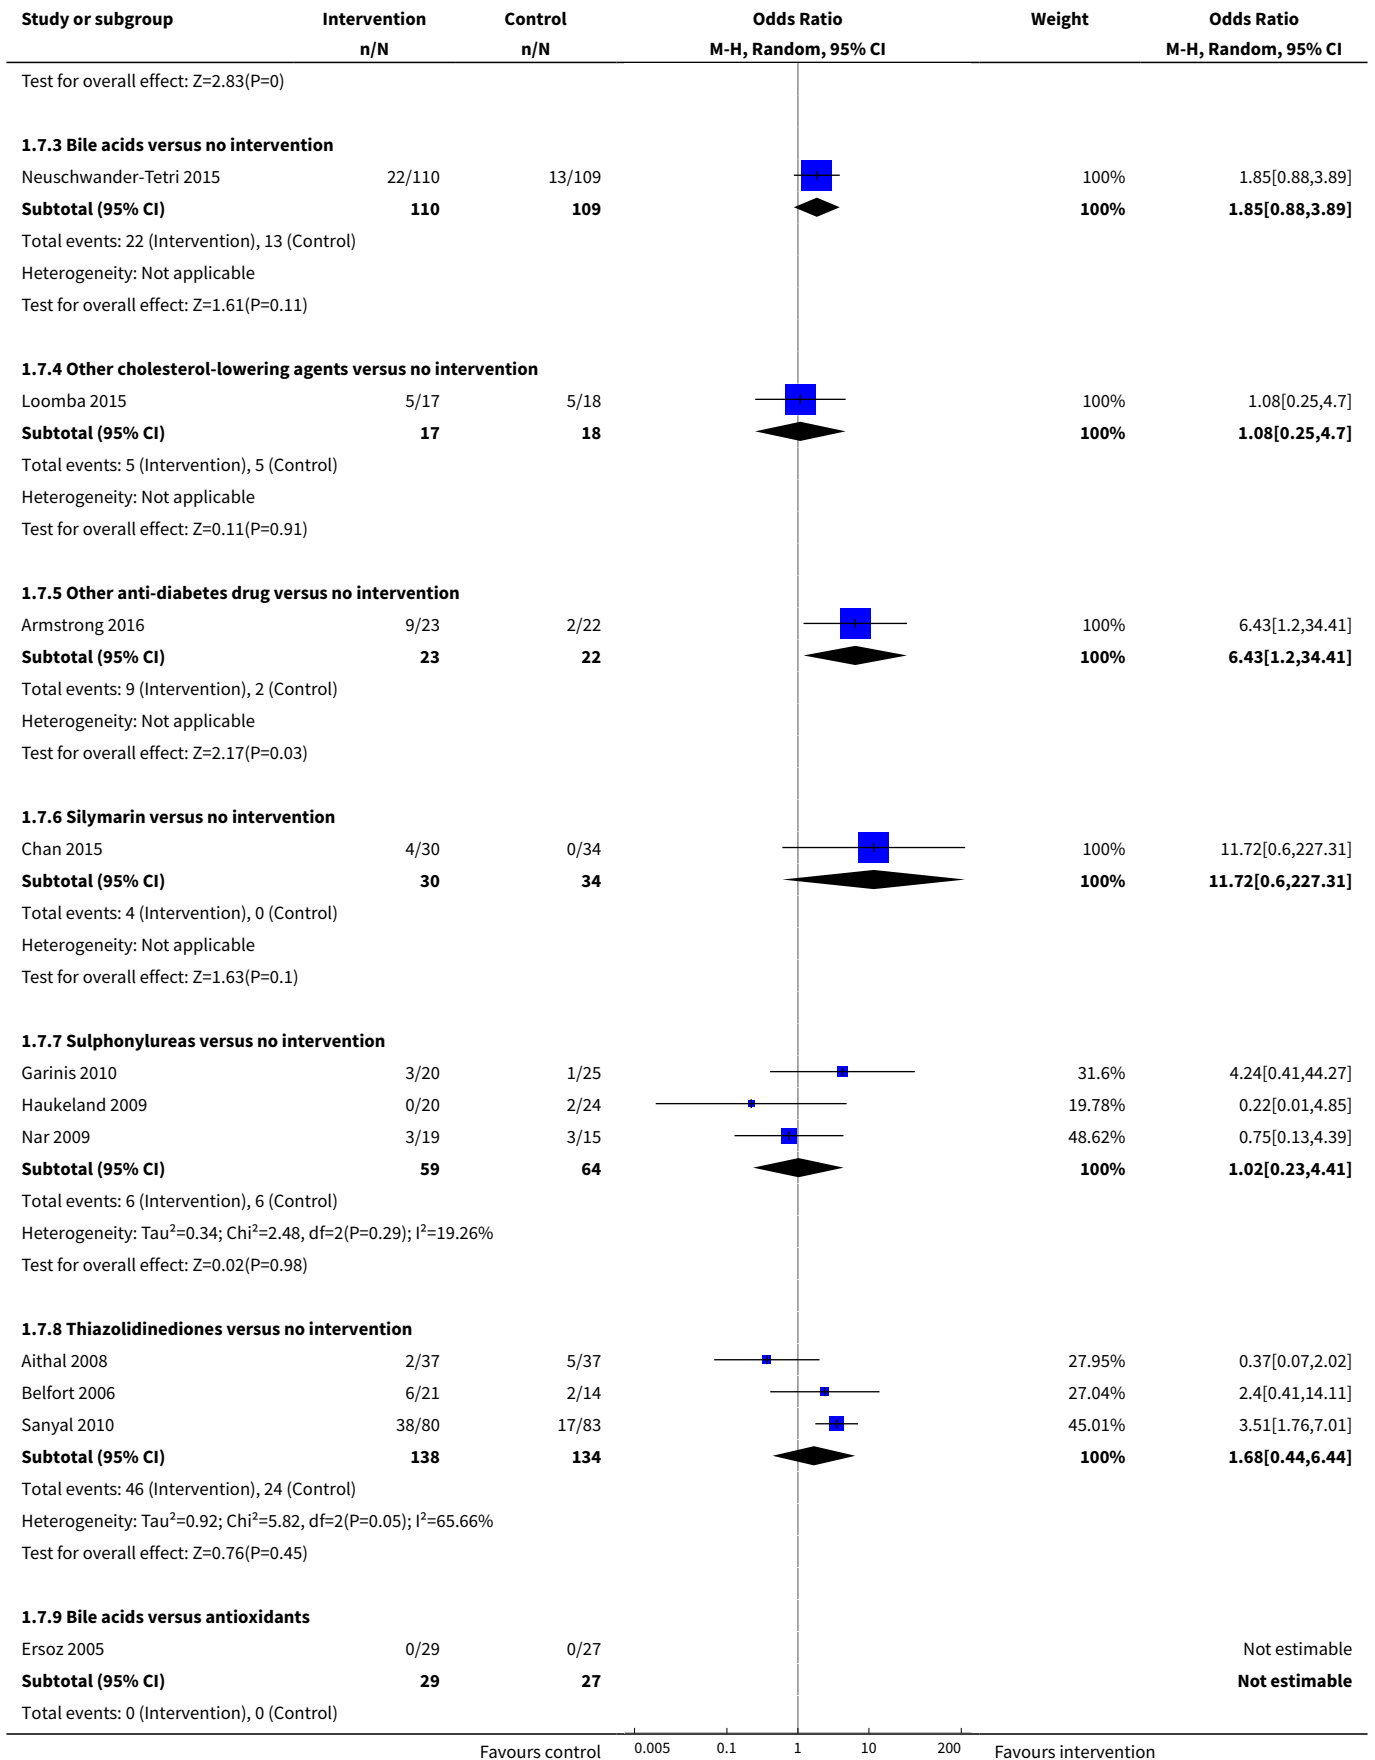 Study or subgroup Intervention Control Odds Ratio Weight Odds Ratio
n/N n/N M-H, Random, 95% CI M-H, Random, 95% CI
Test for overall effect: Z=2.83(P=0)
1.7.3 Bile acids versus no intervention
Neuschwander-Tetri 2015 22/110 13/109 100% 1.85[0.88,3.89]
Subtotal (95% CI) 110 109 100% 1.85[0.88,3.89]
Total events: 22 (Intervention), 13 (Control)
Heterogeneity: Not applicable
Test for overall effect: Z=1.61(P=0.11)
1.7.4 Other cholesterol-lowering agents versus no intervention
Loomba 2015 5/17 5/18 100% 1.08[0.25,4.7]
Subtotal (95% CI) 17 18 100% 1.08[0.25,4.7]
Total events: 5 (Intervention), 5 (Control)
Heterogeneity: Not applicable
Test for overall effect: Z=0.11(P=0.91)
1.7.5 Other anti-diabetes drug versus no intervention
Armstrong 2016 9/23 2/22 100% 6.43[1.2,34.41]
Subtotal (95% CI) 23 22 100% 6.43[1.2,34.41]
Total events: 9 (Intervention), 2 (Control)
Heterogeneity: Not applicable
Test for overall effect: Z=2.17(P=0.03)
1.7.6 Silymarin versus no intervention
Chan 2015 4/30 0/34 100% 11.72[0.6,227.31]
Subtotal (95% CI) 30 34 100% 11.72[0.6,227.31]
Total events: 4 (Intervention), 0 (Control)
Heterogeneity: Not applicable
Test for overall effect: Z=1.63(P=0.1)
1.7.7 Sulphonylureas versus no intervention
Garinis 2010 3/20 1/25 31.6% 4.24[0.41,44.27]
Haukeland 2009 0/20 2/24 19.78% 0.22[0.01,4.85]
Nar 2009 3/19 3/15 48.62% 0.75[0.13,4.39]
Subtotal (95% CI) 59 64 100% 1.02[0.23,4.41]
Total events: 6 (Intervention), 6 (Control)
Heterogeneity: Tau²=0.34; Chi²=2.48, df=2(P=0.29); I²=19.26%
Test for overall effect: Z=0.02(P=0.98)
1.7.8 Thiazolidinediones versus no intervention
Aithal 2008 2/37 5/37 27.95% 0.37[0.07,2.02]
Belfort 2006 6/21 2/14 27.04% 2.4[0.41,14.11]
Sanyal 2010 38/80 17/83 45.01% 3.51[1.76,7.01]
Subtotal (95% CI) 138 134 100% 1.68[0.44,6.44]
Total events: 46 (Intervention), 24 (Control)
Heterogeneity: Tau²=0.92; Chi²=5.82, df=2(P=0.05); I²=65.66%
Test for overall effect: Z=0.76(P=0.45)
1.7.9 Bile acids versus antioxidants
Ersoz 2005 0/29 0/27 Not estimable
Subtotal (95% CI) 29 27 Not estimable
Total events: 0 (Intervention), 0 (Control)
Favours control 0.005 0.1 1 10 200 Favours intervention